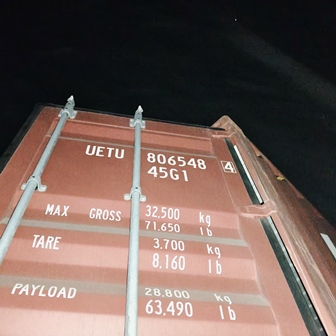 UETU 806548 4
45G1
MAX GROSS 32.500 kg
71,650 lb
TARE 3,700 kg
8,160 lb
PAYLOAD 28,800 kg
63,490 lb